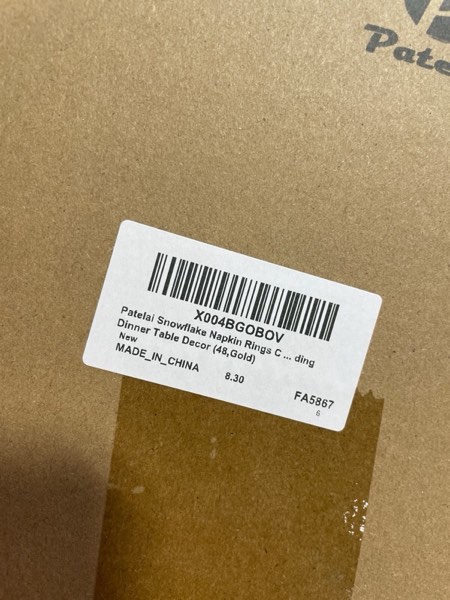 Pate
X004BGOBOV
Patelai Snowflake Napkin Rings C ... ding
Dinner Table Decor (48,Gold)
New
MADE_IN_CHINA 8.30 FA5867
6